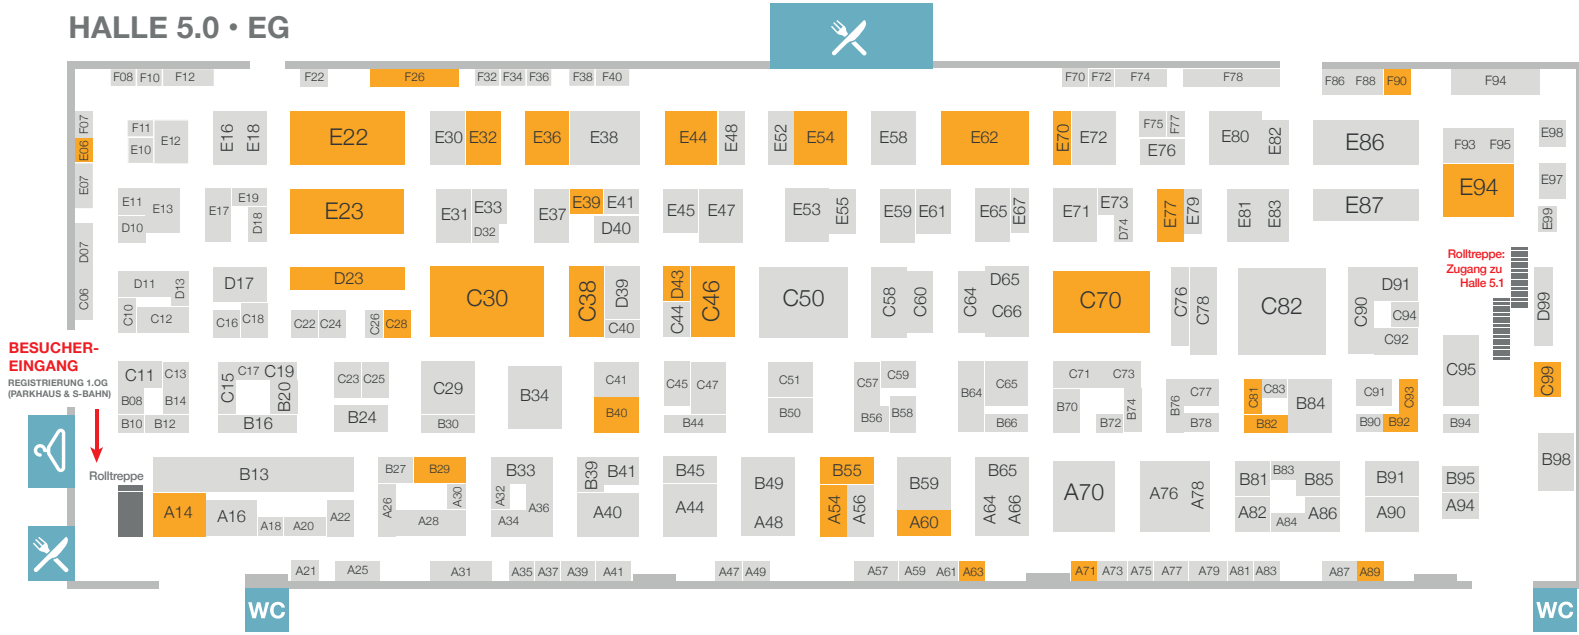 HALLE 5.0 • EG
F08 F10 F12 F22 F26 F32 F34 F36 F38 F40 F70 F72 F74 F78 F86 F88 F90 F94
F07 E06 F11 E10 E12 E16 E18 E22 E30 E32 E36 E38 E44 E48 E52 E54 E58 E62 E70 E72 F75 F77 E76 E80 E82 E86 F93 F95 E98
E07 E11 D10 E13 E17 E19 D18 E23 E31 E33 D32 E37 E39 E41 D40 E45 E47 E53 E55 E59 E61 E65 E67 E71 E73 D74 E77 E79 E81 E83 E87 E94 E97 E99
Rolltreppe:
Zugang zu
Halle 5.1
D07 C06 D11 D13 C10 C12 D17 C16 C18 D23 C22 C24 C26 C28 C30 C38 D39 C40 D43 C44 C46 C50 C58 C60 C64 D65 C66 C70 C76 C78 C82 C90 D91 C94 C92 D99
BESUCHER-
EINGANG
REGISTRIERUNG 1.OG
(PARKHAUS & S-BAHN)
C11 C13 B08 B14 B10 B12 C15 C17 C19 B20 B16 C23 C25 B24 C29 B30 B34 C41 B40 C45 C47 B44 C51 B50 C57 C59 B56 B58 B64 C65 B66 C71 C73 B70 B72 B74 B76 C77 B78 C81 C83 B82 B84 C91 C93 B90 B92 C95 B94 C99
Rolltreppe
B13 A14 A16 A18 A20 A22 B27 B29 A26 A30 A28 B33 A32 A34 A36 B39 B41 A40 B45 A44 B49 A48 B55 A54 A56 B59 A60 B65 A64 A66 A70 A76 A78 B81 B83 B85 A82 A84 A86 B91 A90 B95 A94 B98
A21 A25 A31 A35 A37 A39 A41 A47 A49 A57 A59 A61 A63 A71 A73 A75 A77 A79 A81 A83 A87 A89
WC WC